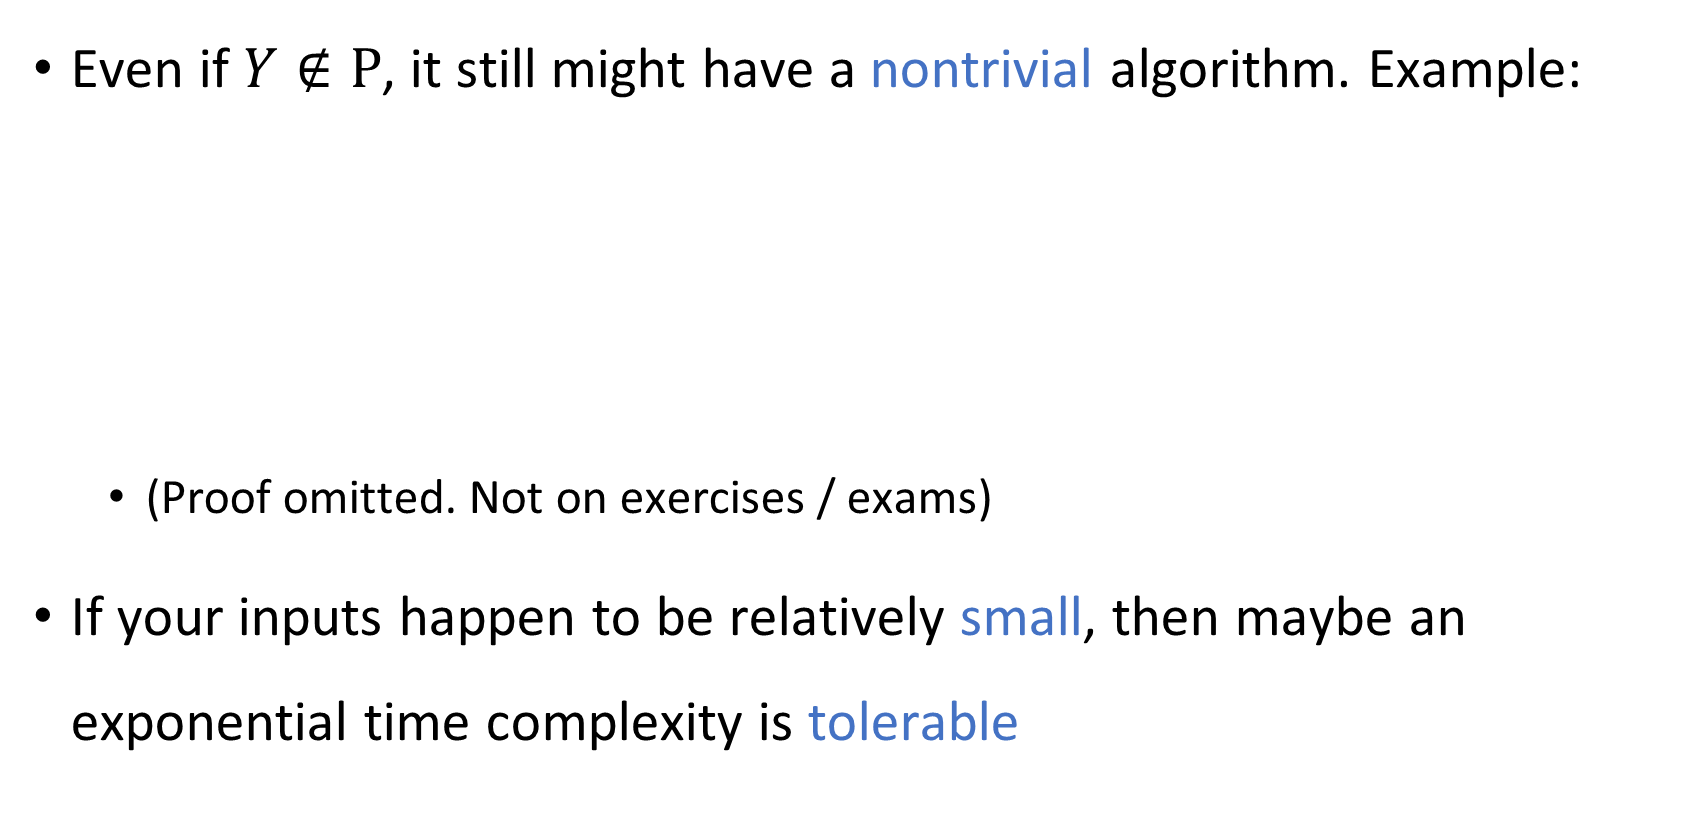 • Even if Y ∉ P, it still might have a nontrivial algorithm. Example:
• (Proof omitted. Not on exercises / exams)
• If your inputs happen to be relatively small, then maybe an
exponential time complexity is tolerable